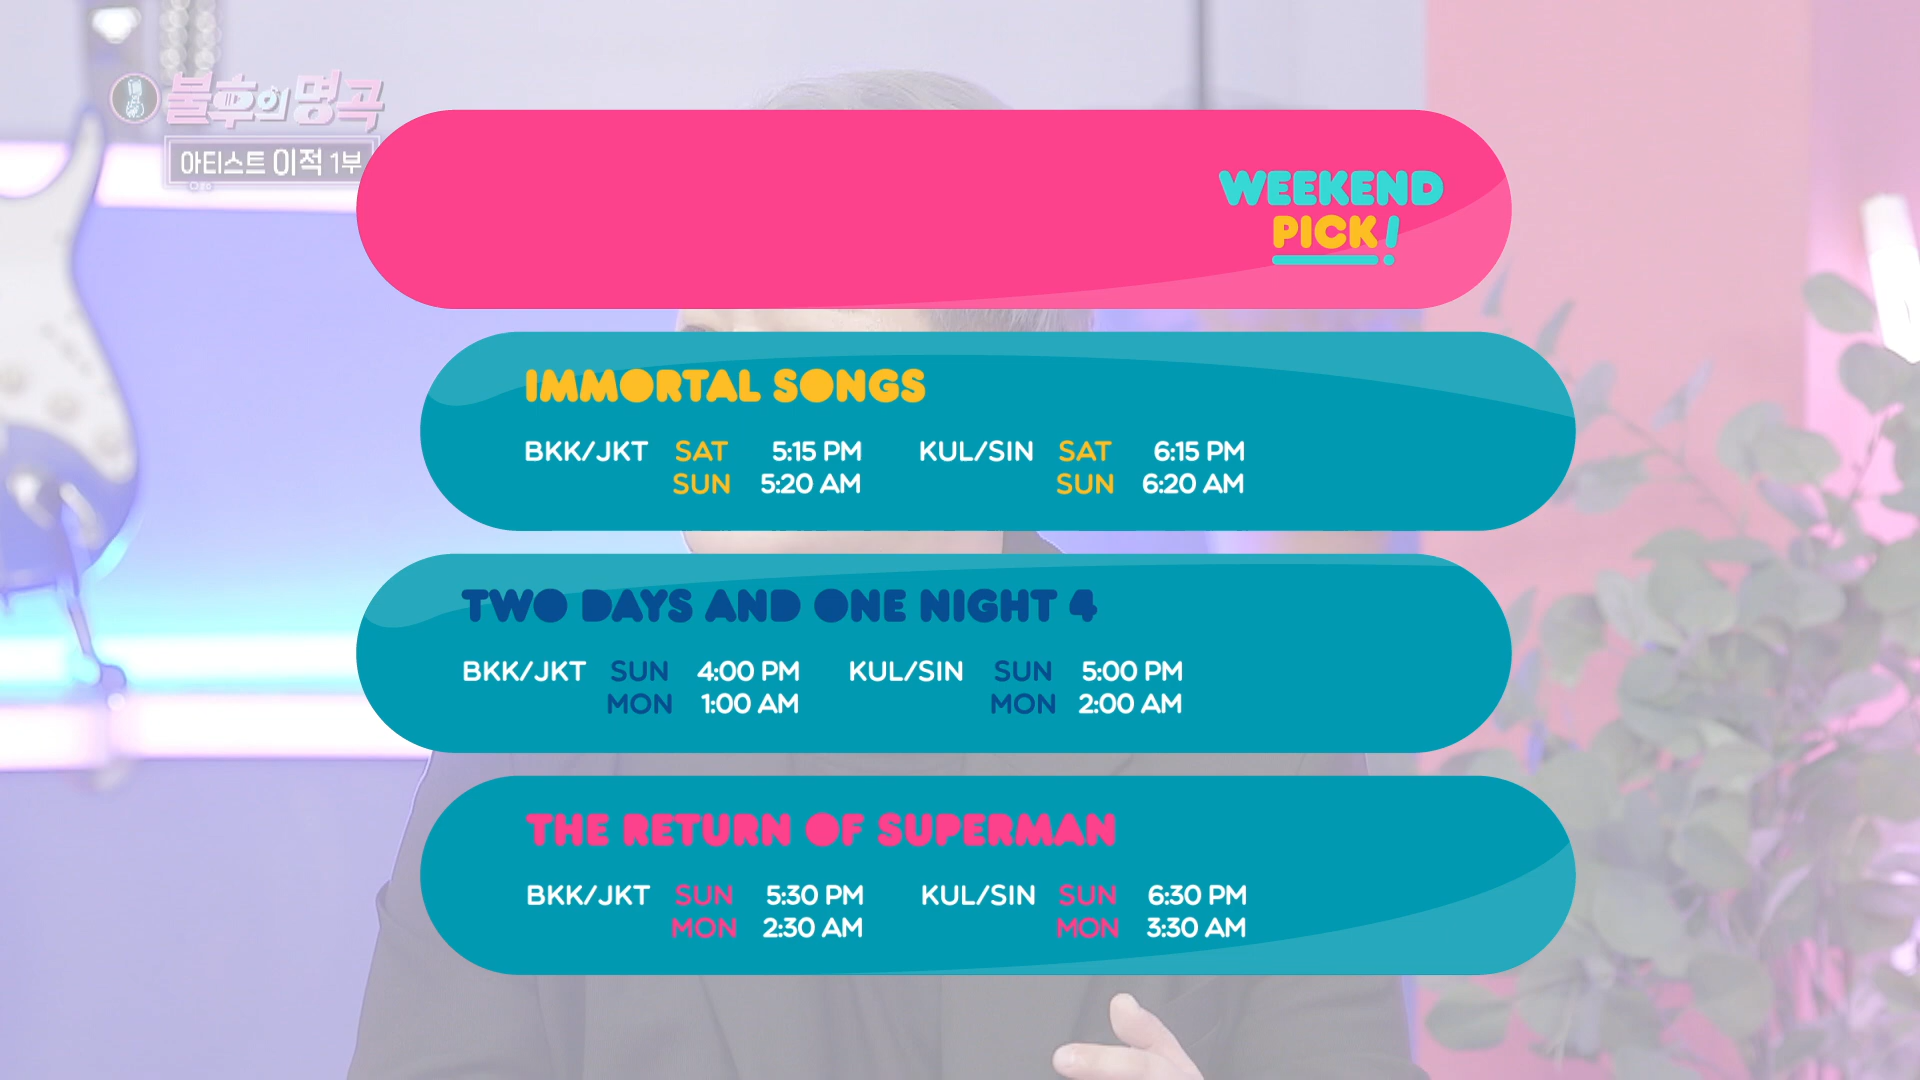 불후의 명곡
아티스트 이적 1부
WEEKEND
PICK!
IMMORTAL SONGS
BKK/JKT SAT 5:15 PM KUL/SIN SAT 6:15 PM
SUN 5:20 AM SUN 6:20 AM
TWO DAYS AND ONE NIGHT 4
BKK/JKT SUN 4:00 PM KUL/SIN SUN 5:00 PM
MON 1:00 AM MON 2:00 AM
THE RETURN OF SUPERMAN
BKK/JKT SUN 5:30 PM KUL/SIN SUN 6:30 PM
MON 2:30 AM MON 3:30 AM